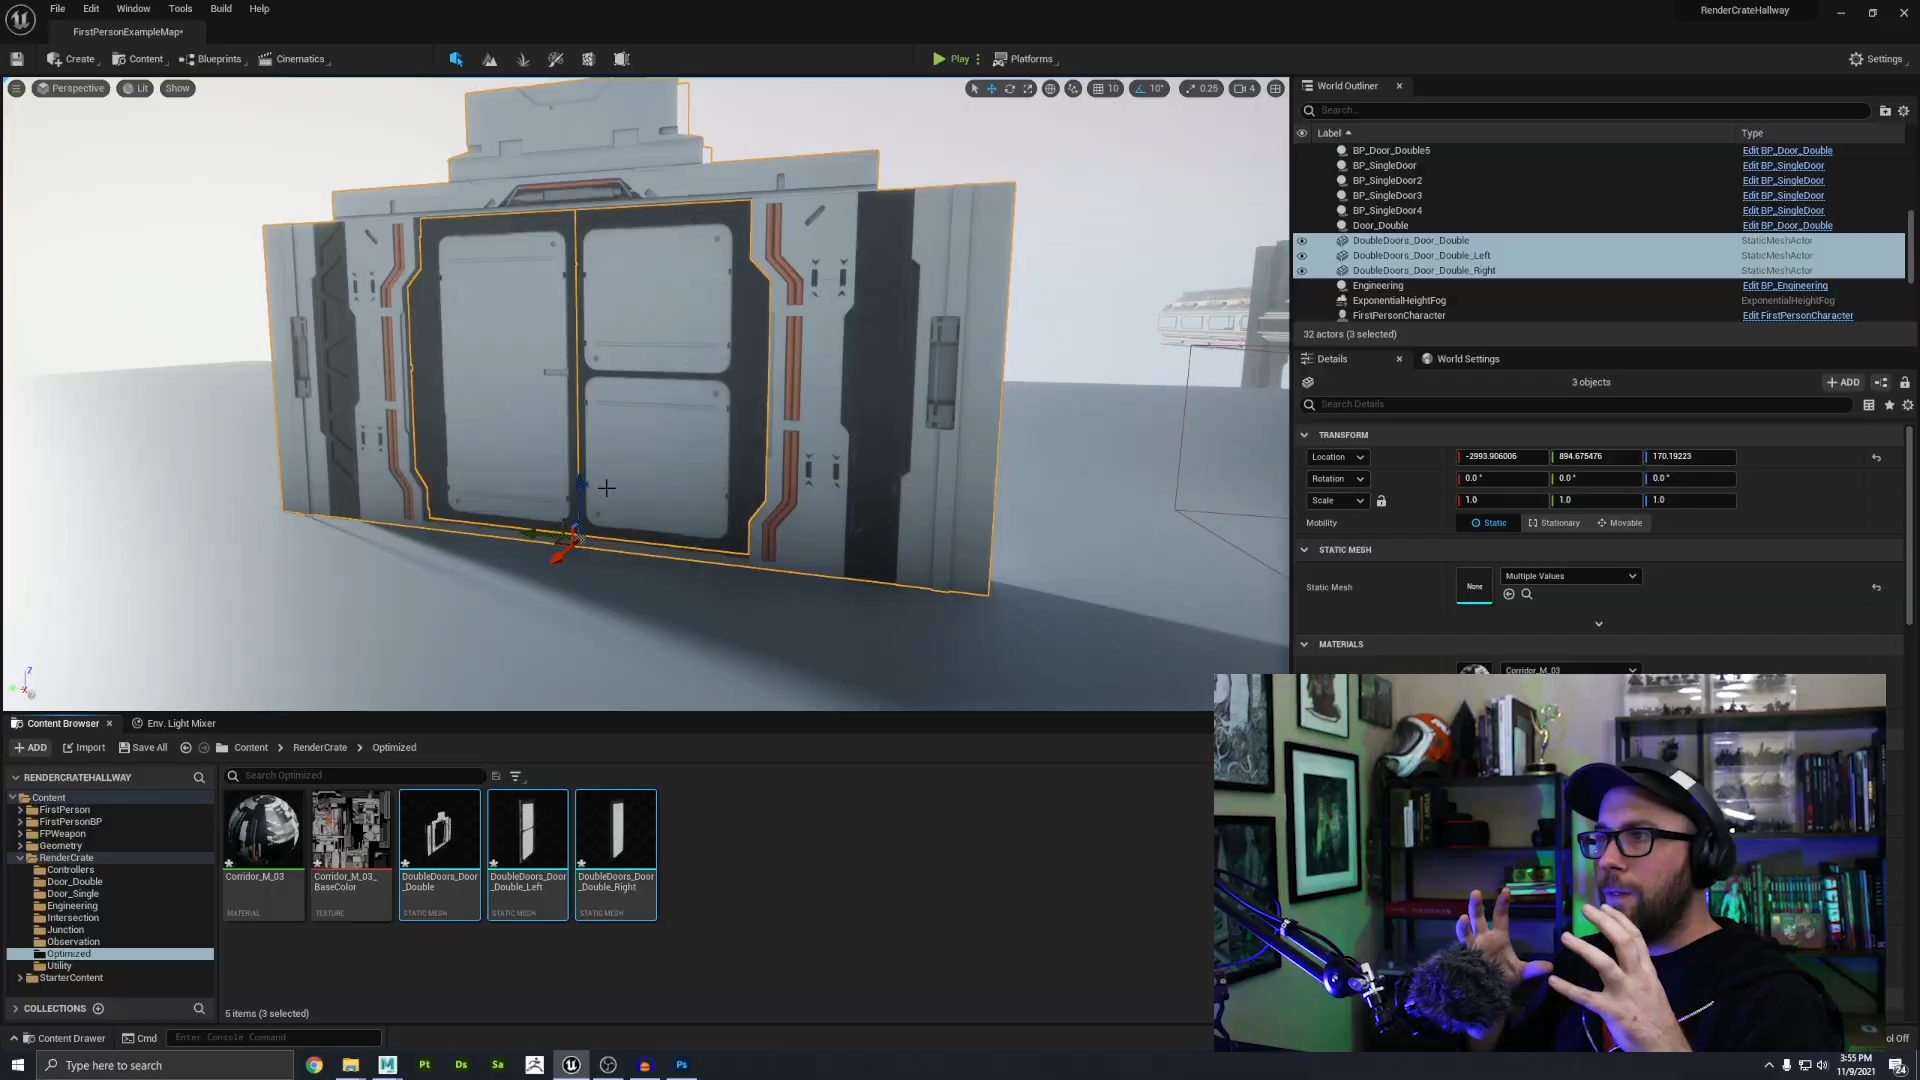 File Edit Window Tools Build Help
RenderCrateHallway
FirstPersonExampleMap*
Create Content Blueprints Cinematics Play Platforms Settings
Perspective Lit Show
10 10° 0.25 4
World Outliner
Search...
Label Type
BP_Door_Double5 Edit BP_Door_Double
BP_SingleDoor Edit BP_SingleDoor
BP_SingleDoor2 Edit BP_SingleDoor
BP_SingleDoor3 Edit BP_SingleDoor
BP_SingleDoor4 Edit BP_SingleDoor
Door_Double Edit BP_Door_Double
DoubleDoors_Door_Double StaticMeshActor
DoubleDoors_Door_Double_Left StaticMeshActor
DoubleDoors_Door_Double_Right StaticMeshActor
Engineering Edit BP_Engineering
ExponentialHeightFog ExponentialHeightFog
FirstPersonCharacter Edit FirstPersonCharacter
32 actors (3 selected)
Details World Settings
3 objects ADD
Search Details
TRANSFORM
Location -2993.906006 894.675476 170.19223
Rotation 0.0° 0.0° 0.0°
Scale 1.0 1.0 1.0
Mobility Static Stationary Movable
STATIC MESH
Static Mesh None Multiple Values
MATERIALS
Corridor_M_03
Z
Content Browser Env. Light Mixer
ADD Import Save All Content RenderCrate Optimized
RENDERCRATEHALLWAY
Search Optimized
Content
FirstPerson
FirstPersonBP
FPWeapon
Geometry
RenderCrate
Controllers
Door_Double
Door_Single
Engineering
Intersection
Junction
Observation
Optimized
Utility
StarterContent
Corridor_M_03
MATERIAL
Corridor_M_03_
BaseColor
TEXTURE
DoubleDoors_Door
_Double
STATIC MESH
DoubleDoors_Door
_Double_Left
STATIC MESH
DoubleDoors_Door
_Double_Right
STATIC MESH
COLLECTIONS
5 items (3 selected)
Content Drawer Cmd Enter Console Command
ol Off
Type here to search
M Pt Ds Sa Ps
3:55 PM
11/9/2021
24